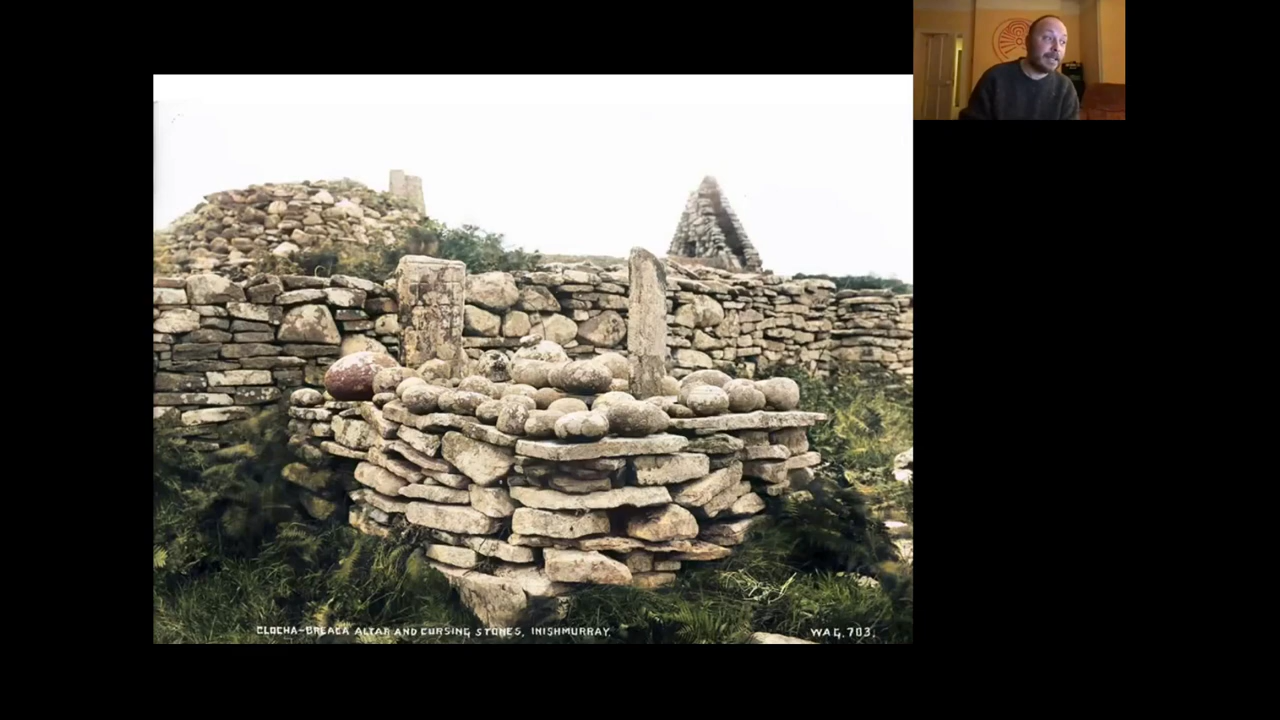 CLOCHA-BREACA ALTAR AND CURSING STONES, INISHMURRAY.
WAG. 703.